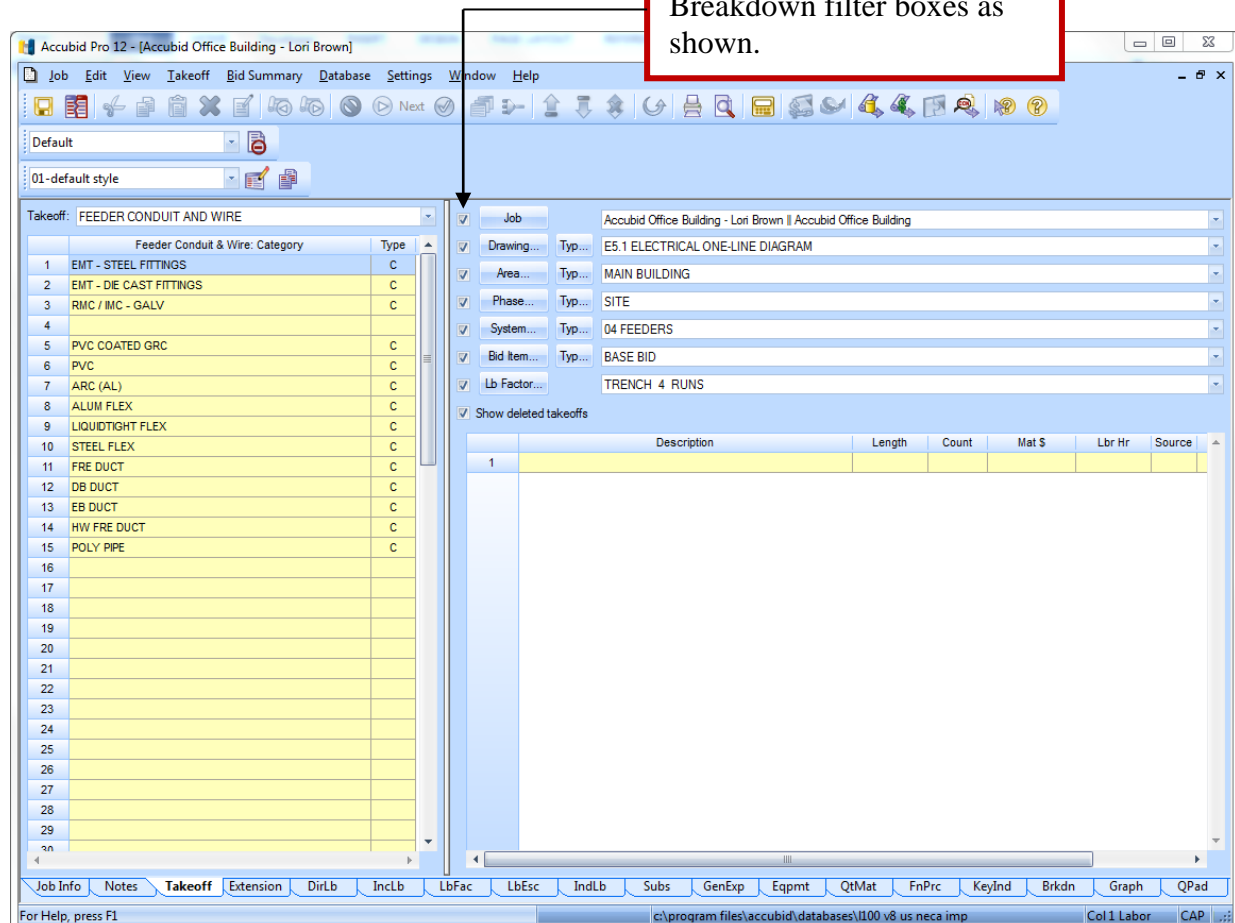 Breakdown filter boxes as
shown.
Accubid Pro 12 - [Accubid Office Building - Lori Brown]
Job Edit View Takeoff Bid Summary Database Settings Window Help
Next
Default
01-default style
Takeoff: FEEDER CONDUIT AND WIRE
Feeder Conduit & Wire: Category Type
1 EMT - STEEL FITTINGS C
2 EMT - DIE CAST FITTINGS C
3 RMC / IMC - GALV C
4
5 PVC COATED GRC C
6 PVC C
7 ARC (AL) C
8 ALUM FLEX C
9 LIQUIDTIGHT FLEX C
10 STEEL FLEX C
11 FRE DUCT C
12 DB DUCT C
13 EB DUCT C
14 HW FRE DUCT C
15 POLY PIPE C
16
17
18
19
20
21
22
23
24
25
26
27
28
29
30
Job Accubid Office Building - Lori Brown || Accubid Office Building
Drawing... Typ... E5.1 ELECTRICAL ONE-LINE DIAGRAM
Area... Typ... MAIN BUILDING
Phase... Typ... SITE
System... Typ... 04 FEEDERS
Bid Item... Typ... BASE BID
Lb Factor... TRENCH 4 RUNS
Show deleted takeoffs
Description Length Count Mat $ Lbr Hr Source
1
Job Info Notes Takeoff Extension DirLb IncLb LbFac LbEsc IndLb Subs GenExp Eqpmt QtMat FnPrc KeyInd Brkdn Graph QPad
For Help, press F1 c:\program files\accubid\databases\l100 v8 us neca imp Col 1 Labor CAP